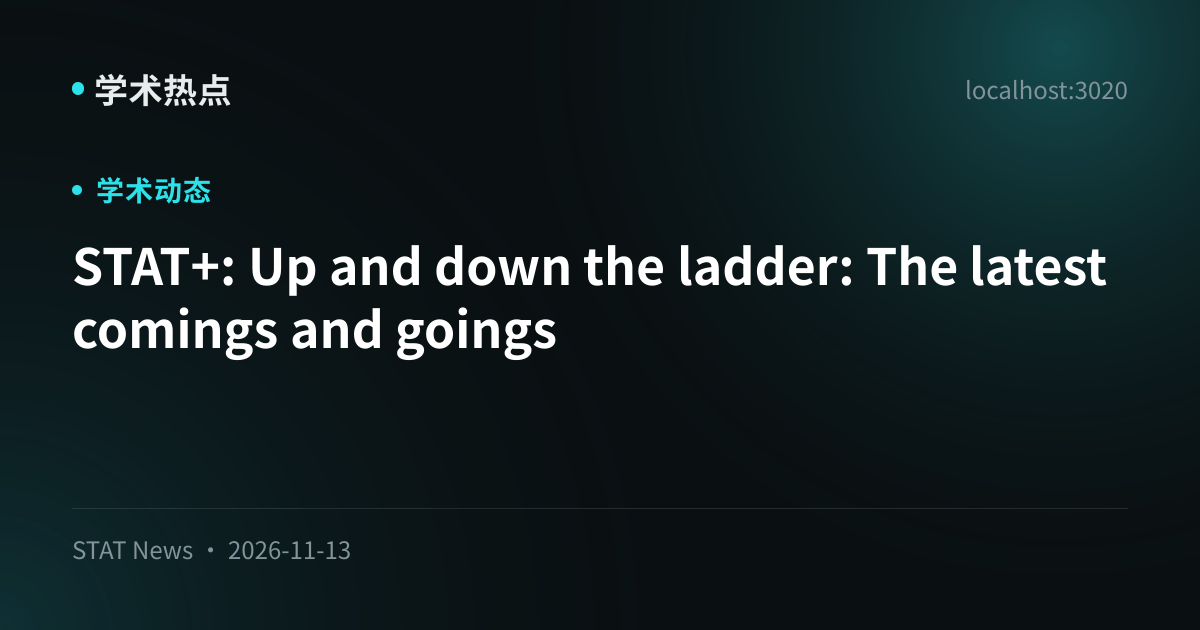 学术热点
localhost:3020
学术动态
STAT+: Up and down the ladder: The latest
comings and goings
STAT News · 2026-11-13